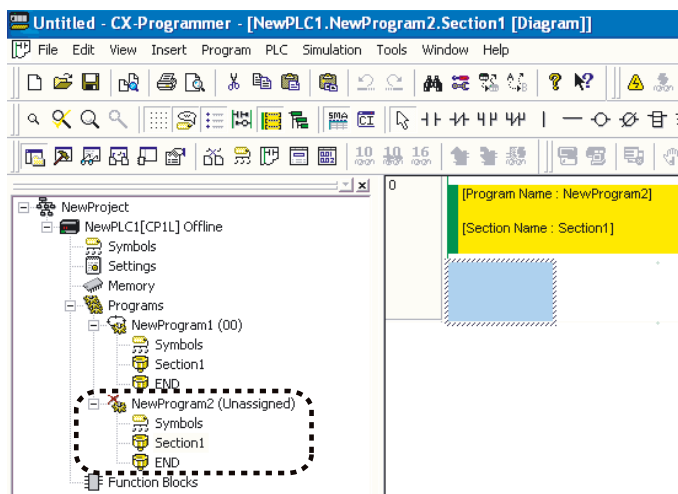 Untitled - CX-Programmer - [NewPLC1.NewProgram2.Section1 [Diagram]]
File Edit View Insert Program PLC Simulation Tools Window Help
SMA
CI
10 10 16
0
[Program Name : NewProgram2]
[Section Name : Section1]
NewProject
NewPLC1[CP1L] Offline
Symbols
Settings
Memory
Programs
NewProgram1 (00)
Symbols
Section1
END
NewProgram2 (Unassigned)
Symbols
Section1
END
Function Blocks